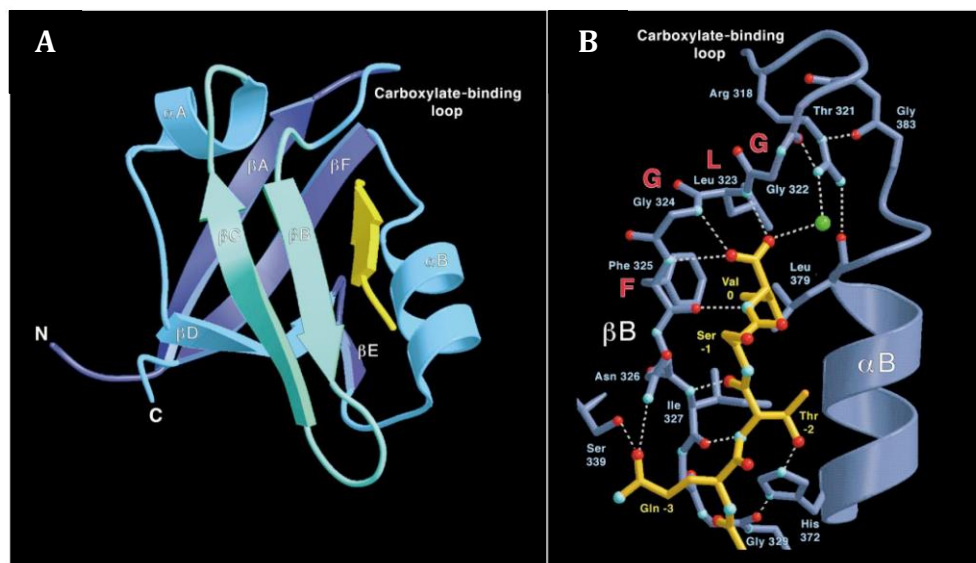 A
Carboxylate-binding
loop
αA
βA
βF
βC
βB
αB
βD
βE
N
C
B
Carboxylate-binding
loop
Arg 318
Thr 321
Gly
383
G
L
G
Leu 323
Gly 322
Gly 324
Phe 325
F
Val
0
Leu
379
βB
Ser
-1
αB
Asn 326
Ile
327
Thr
-2
Ser
339
Gln -3
His
372
Gly 329